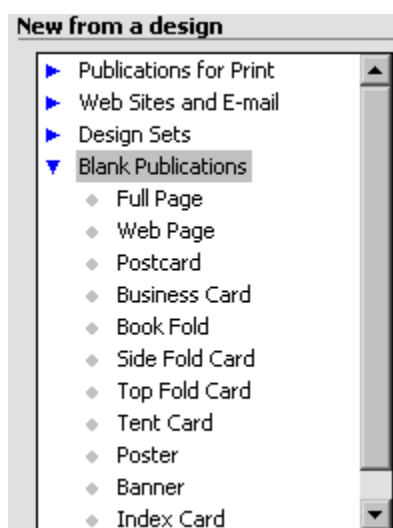 New from a design
Publications for Print
Web Sites and E-mail
Design Sets
Blank Publications
Full Page
Web Page
Postcard
Business Card
Book Fold
Side Fold Card
Top Fold Card
Tent Card
Poster
Banner
Index Card